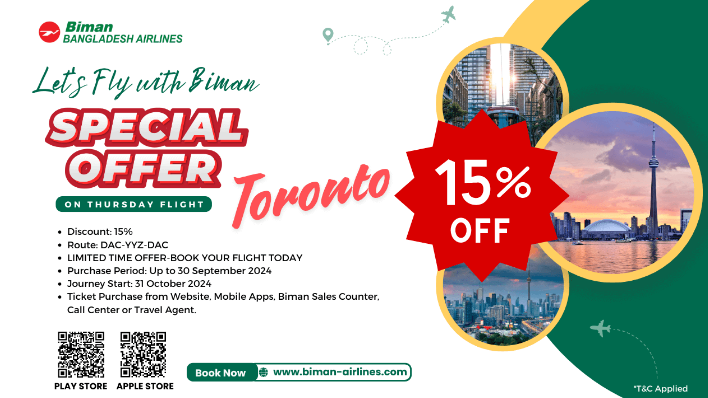 Biman
BANGLADESH AIRLINES
Let's Fly with Biman
SPECIAL
OFFER
ON THURSDAY FLIGHT
Toronto
15%
OFF
Discount: 15%
Route: DAC-YYZ-DAC
LIMITED TIME OFFER-BOOK YOUR FLIGHT TODAY
Purchase Period: Up to 30 September 2024
Journey Start: 31 October 2024
Ticket Purchase from Website, Mobile Apps, Biman Sales Counter,
Call Center or Travel Agent.
PLAY STORE
APPLE STORE
Book Now
www.biman-airlines.com
*T&C Applied